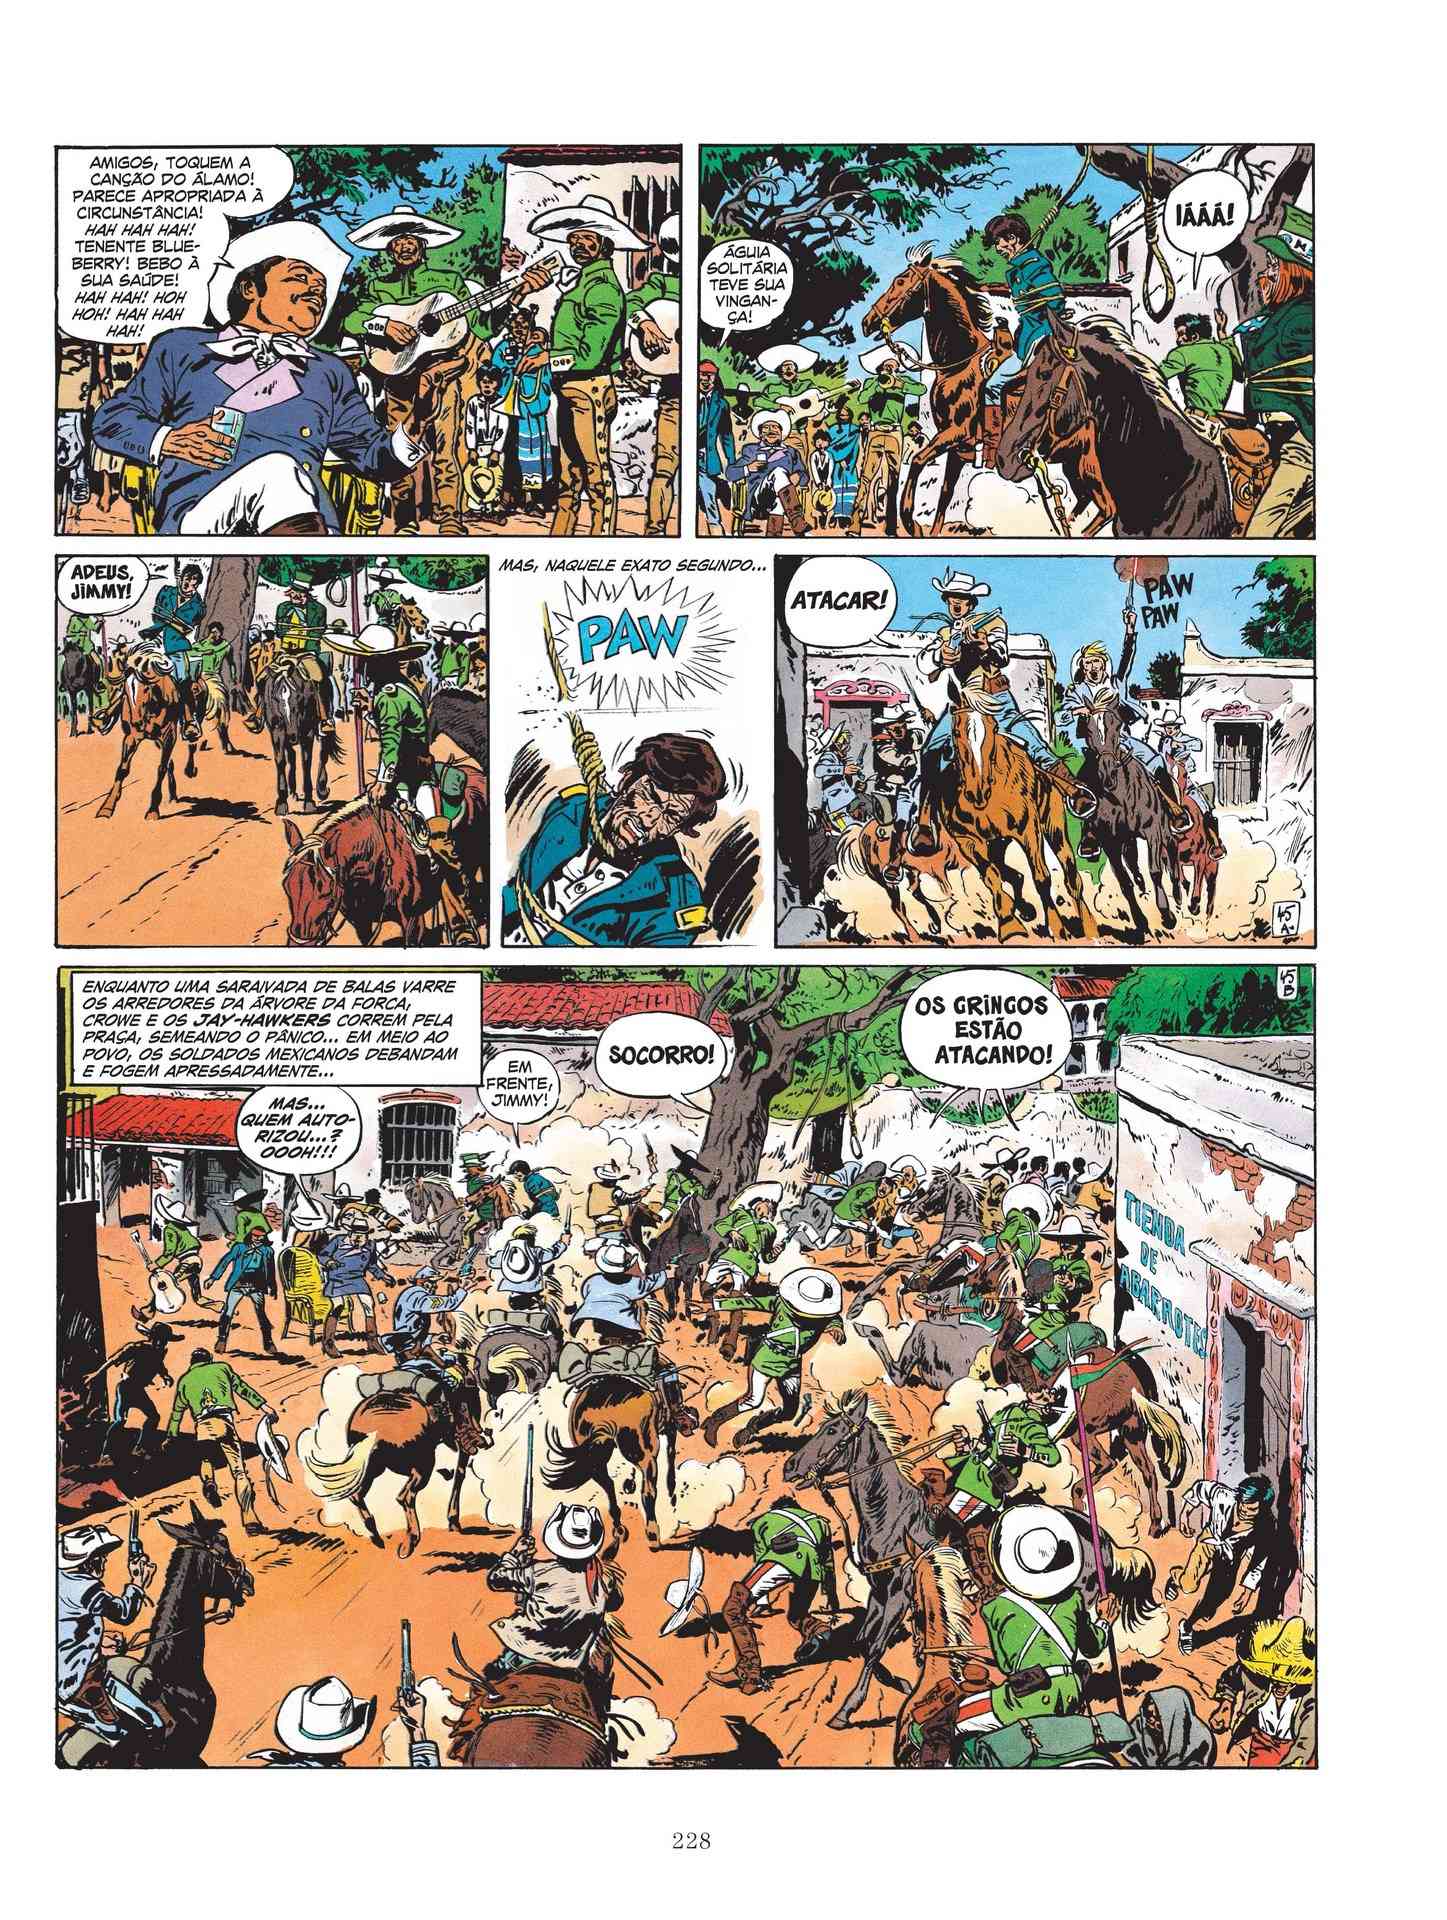 AMIGOS, TOQUEM A
CANÇÃO DO ÁLAMO!
PARECE APROPRIADA À
CIRCUNSTÂNCIA!
HAH HAH HAH!
TENENTE BLUE-
BERRY! BEBO À
SUA SAÚDE!
HAH HAH! HOH
HOH! HAH HAH
HAH!
ÁGUIA
SOLITÁRIA
TEVE SUA
VINGAN-
ÇA!
IÁÁÁ!
ADEUS,
JIMMY!
MAS, NAQUELE EXATO SEGUNDO...
PAW
ATACAR!
PAW
PAW
45
A
ENQUANTO UMA SARAIVADA DE BALAS VARRE
OS ARREDORES DA ÁRVORE DA FORCA,
CROWE E OS JAY-HAWKERS CORREM PELA
PRAÇA, SEMEANDO O PÂNICO... EM MEIO AO
POVO, OS SOLDADOS MEXICANOS DEBANDAM
E FOGEM APRESSADAMENTE...
MAS...
QUEM AUTO-
RIZOU...?
OOOH!!!
EM
FRENTE,
JIMMY!
SOCORRO!
OS GRINGOS
ESTÃO
ATACANDO!
45
B
TIENDA
DE
ABARROTES
228